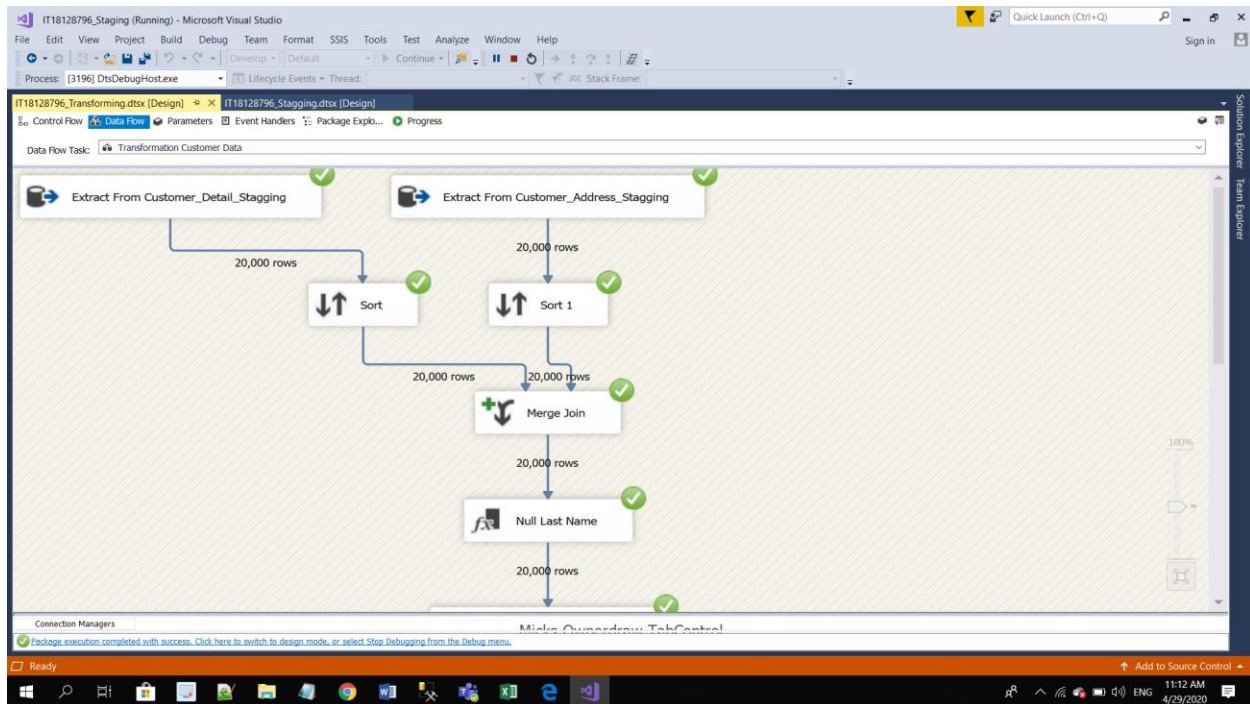 IT18128796_Staging (Running) - Microsoft Visual Studio
Quick Launch (Ctrl+Q)
File Edit View Project Build Debug Team Format SSIS Tools Test Analyze Window Help
Sign in
Develop Default Continue
Process: [3196] DtsDebugHost.exe Lifecycle Events Thread: Stack Frame:
IT18128796_Transforming.dtsx [Design] IT18128796_Stagging.dtsx [Design]
Control Flow Data Flow Parameters Event Handlers Package Explo... Progress
Data Flow Task: Transformation Customer Data
Solution Explorer
Team Explorer
Extract From Customer_Detail_Stagging
Extract From Customer_Address_Stagging
20,000 rows
20,000 rows
Sort
Sort 1
20,000 rows
20,000 rows
Merge Join
20,000 rows
Null Last Name
20,000 rows
100%
Connection Managers
Micks Ownerdraw TabControl
Package execution completed with success. Click here to switch to design mode, or select Stop Debugging from the Debug menu.
Ready
Add to Source Control
ENG
11:12 AM
4/29/2020